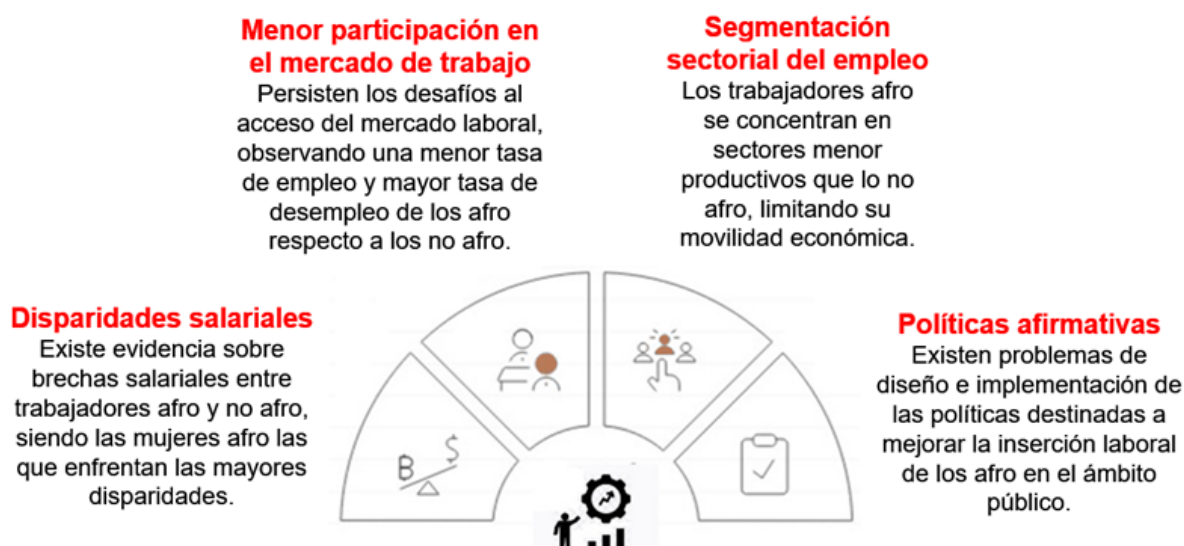 Menor participación en
el mercado de trabajo
Persisten los desafíos al
acceso del mercado laboral,
observando una menor tasa
de empleo y mayor tasa de
desempleo de los afro
respecto a los no afro.
Segmentación
sectorial del empleo
Los trabajadores afro
se concentran en
sectores menor
productivos que lo no
afro, limitando su
movilidad económica.
Disparidades salariales
Existe evidencia sobre
brechas salariales entre
trabajadores afro y no afro,
siendo las mujeres afro las
que enfrentan las mayores
disparidades.
Políticas afirmativas
Existen problemas de
diseño e implementación de
las políticas destinadas a
mejorar la inserción laboral
de los afro en el ámbito
público.
B $